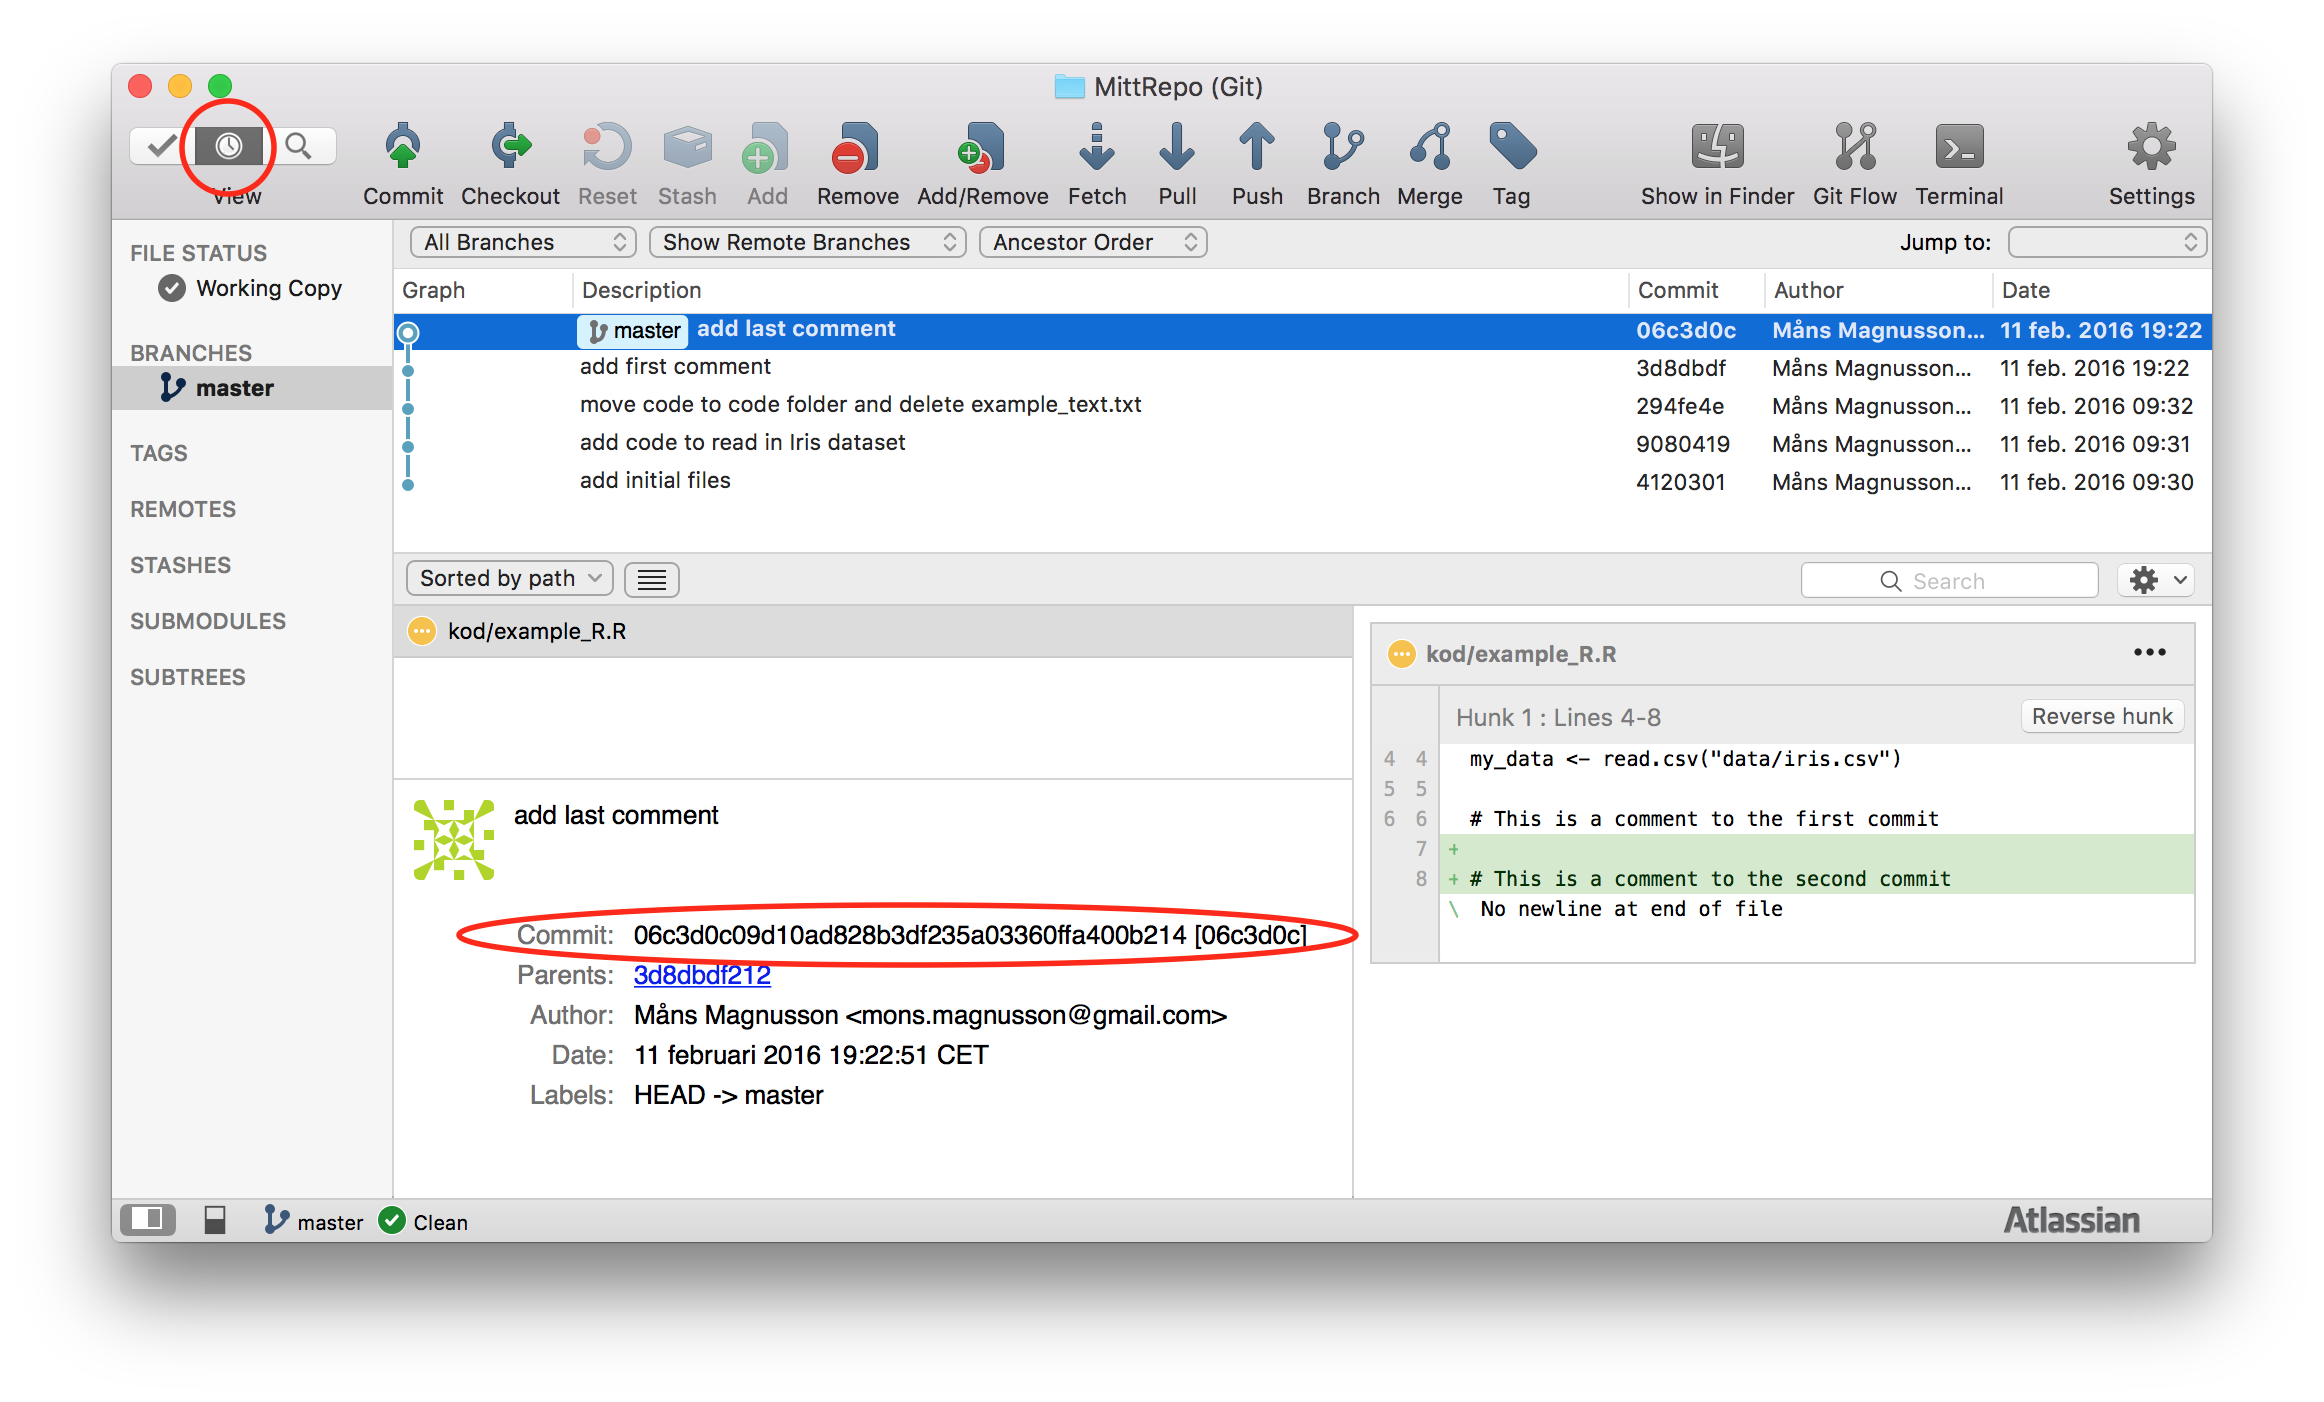 MittRepo (Git)
View Commit Checkout Reset Stash Add Remove Add/Remove Fetch Pull Push Branch Merge Tag Show in Finder Git Flow Terminal Settings
All Branches Show Remote Branches Ancestor Order Jump to:
FILE STATUS
Working Copy
BRANCHES
master
TAGS
REMOTES
STASHES
SUBMODULES
SUBTREES
Graph Description Commit Author Date
master add last comment 06c3d0c Måns Magnusson... 11 feb. 2016 19:22
add first comment 3d8dbdf Måns Magnusson... 11 feb. 2016 19:22
move code to code folder and delete example_text.txt 294fe4e Måns Magnusson... 11 feb. 2016 09:32
add code to read in Iris dataset 9080419 Måns Magnusson... 11 feb. 2016 09:31
add initial files 4120301 Måns Magnusson... 11 feb. 2016 09:30
Sorted by path Search
kod/example_R.R
add last comment
Commit: 06c3d0c09d10ad828b3df235a03360ffa400b214 [06c3d0c]
Parents: 3d8dbdf212
Author: Måns Magnusson <mons.magnusson@gmail.com>
Date: 11 februari 2016 19:22:51 CET
Labels: HEAD -> master
kod/example_R.R
Hunk 1 : Lines 4-8 Reverse hunk
4 4 my_data <- read.csv("data/iris.csv")
5 5
6 6 # This is a comment to the first commit
7 +
8 + # This is a comment to the second commit
\ No newline at end of file
master Clean Atlassian